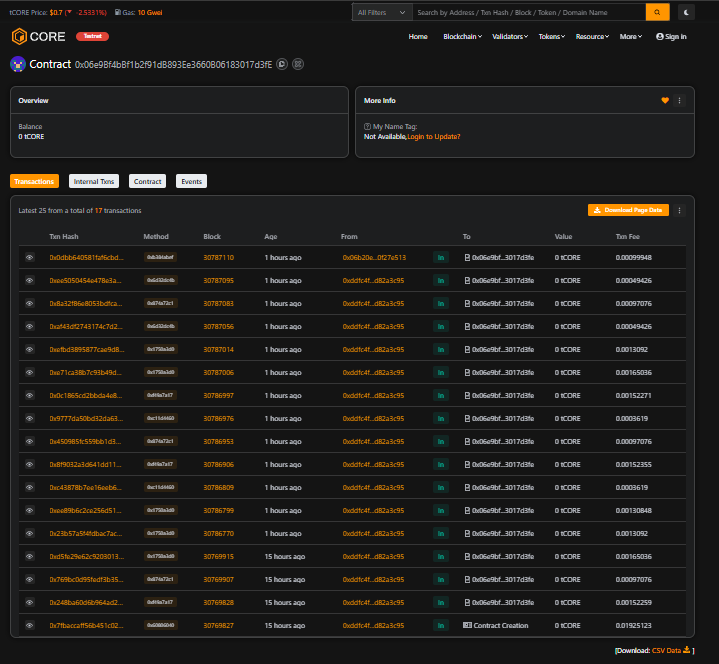 tCORE Price: $0.7 ( -2.5331%) Gas: 10 Gwei All Filters Search by Address / Txn Hash / Block / Token / Domain Name
CORE Testnet Home Blockchain Validators Tokens Resource More Sign in
Contract 0x06e9Bf4b8f1b2f91dB893Ee3660B06183017d3fE
Overview
Balance
0 tCORE
More Info
My Name Tag:
Not Available,Login to Update?
Transactions Internal Txns Contract Events
Latest 25 from a total of 17 transactions Download Page Data
Txn Hash Method Block Age From To Value Txn Fee
0x0dbb640581faf6cbd... 0xb384abef 30787110 1 hours ago 0x06b20e...0f27e513 In 0x06e9bf...3017d3fe 0 tCORE 0.00099948
0xee5050454e478e3a... 0x6d32dc4b 30787095 1 hours ago 0xddfc4f...d82a3c95 In 0x06e9bf...3017d3fe 0 tCORE 0.00049426
0x8a32f86e8053bdfca... 0x874a72c1 30787083 1 hours ago 0xddfc4f...d82a3c95 In 0x06e9bf...3017d3fe 0 tCORE 0.00097076
0xaf43df2743174c7d2... 0x6d32dc4b 30787056 1 hours ago 0xddfc4f...d82a3c95 In 0x06e9bf...3017d3fe 0 tCORE 0.00049426
0xefbd3895877cae9d8... 30787014 1 hours ago 0xddfc4f...d82a3c95 In 0x06e9bf...3017d3fe 0 tCORE 0.0013092
0xe71ca38b7c93b49d... 30787006 1 hours ago 0xddfc4f...d82a3c95 In 0x06e9bf...3017d3fe 0 tCORE 0.00165036
0x0c1865cd2bbda4e8... 30786997 1 hours ago 0xddfc4f...d82a3c95 In 0x06e9bf...3017d3fe 0 tCORE 0.00152271
0x9777da50bd32da63... 0xc11d4460 30786976 1 hours ago 0xddfc4f...d82a3c95 In 0x06e9bf...3017d3fe 0 tCORE 0.0003619
0x450985fc559bb1d3... 0x874a72c1 30786953 1 hours ago 0xddfc4f...d82a3c95 In 0x06e9bf...3017d3fe 0 tCORE 0.00097076
0x8f9032a3d641dd11... 30786906 1 hours ago 0xddfc4f...d82a3c95 In 0x06e9bf...3017d3fe 0 tCORE 0.00152355
0xc43878b7ee16eeb6... 0xc11d4460 30786809 1 hours ago 0xddfc4f...d82a3c95 In 0x06e9bf...3017d3fe 0 tCORE 0.0003619
0xee89b6c2ce256d51... 30786799 1 hours ago 0xddfc4f...d82a3c95 In 0x06e9bf...3017d3fe 0 tCORE 0.00130848
0x23b57a5f4fdbac7ac... 30786770 1 hours ago 0xddfc4f...d82a3c95 In 0x06e9bf...3017d3fe 0 tCORE 0.0013092
0xd5fe29e62c9203013... 30769915 15 hours ago 0xddfc4f...d82a3c95 In 0x06e9bf...3017d3fe 0 tCORE 0.00165036
0x769bc0d95fedf3b35... 0x874a72c1 30769907 15 hours ago 0xddfc4f...d82a3c95 In 0x06e9bf...3017d3fe 0 tCORE 0.00097076
0x248ba60d6b964ad2... 30769828 15 hours ago 0xddfc4f...d82a3c95 In 0x06e9bf...3017d3fe 0 tCORE 0.00152259
0x7fbaccaff56b451c02... 0x60806040 30769827 15 hours ago 0xddfc4f...d82a3c95 In Contract Creation 0 tCORE 0.01925123
[Download: CSV Data ]